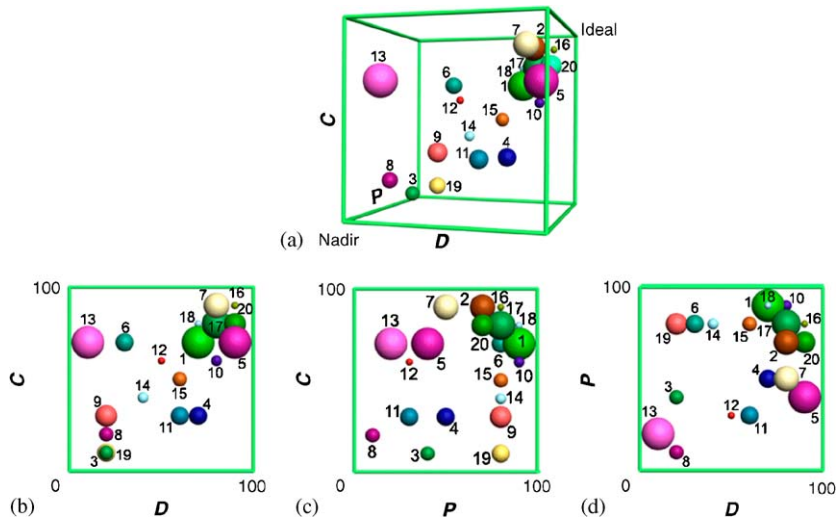 7 2 16 Ideal
13
6 17 18 20
12 1 5
C 14 15 10
9 11 4
8 3 19
P
(a) Nadir D
100 7 16
18 17 20
13 6 1 5
12 10
C 14 15
9 11 4
8
3 19
(b) 0 D 100
100 7 2 16
17
13 5 20 18
6 1
12 10
C 15
14
11 4 9
8
3 19
(c) 0 P 100
100 18 10
1
19 6 14 15 17 16
2 20
P 4 7
3 5
13 12 11
8
(d) 0 D 100